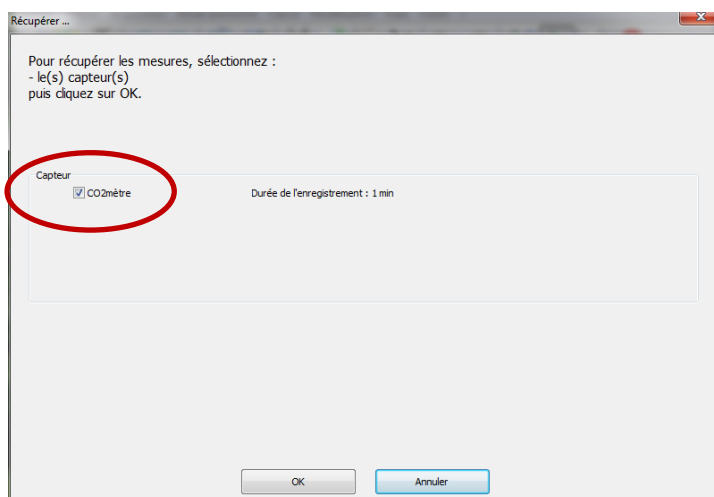 Récupérer ...
Pour récupérer les mesures, sélectionnez :
- le(s) capteur(s)
puis cliquez sur OK.
Capteur
CO2mètre Durée de l'enregistrement : 1 min
OK Annuler